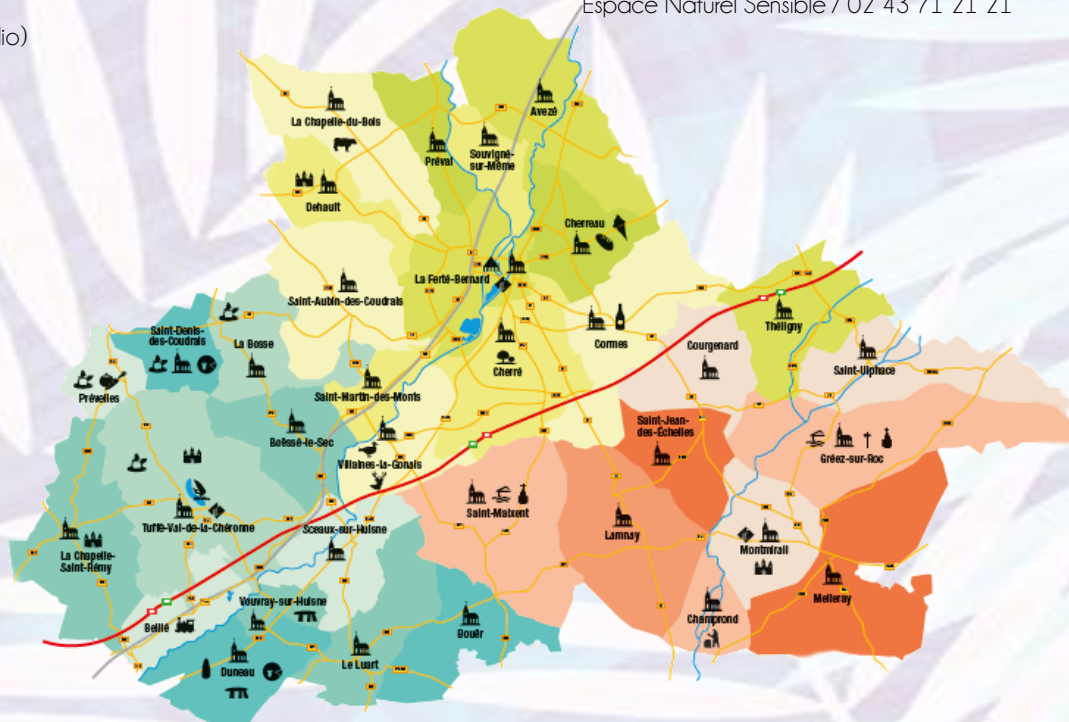 Espace Naturel Sensible / 02 43 71 21 21
lio)
Avezé
La Chapelle-du-Bois
Préval
Souvigné-
sur-Même
Dehault
Cherreau
La Ferté-Bernard
Saint-Aubin-des-Coudrais
Théligny
Saint-Denis-
des-Coudrais
La Bosse
Cormes
Courgenard
Saint-Ulphace
Cherré
Prévelles
Saint-Martin-des-Monts
Boëssé-le-Sec
Saint-Jean-
des-Échelles
Villaines-la-Gonais
Gréez-sur-Roc
Saint-Maixent
Tuffé-Val-de-la-Chéronne
Sceaux-sur-Huisne
Lamnay
Montmirail
La Chapelle-
Saint-Rémy
Vouvray-sur-Huisne
Melleray
Champrond
Beillé
Bouër
Le Luart
Duneau